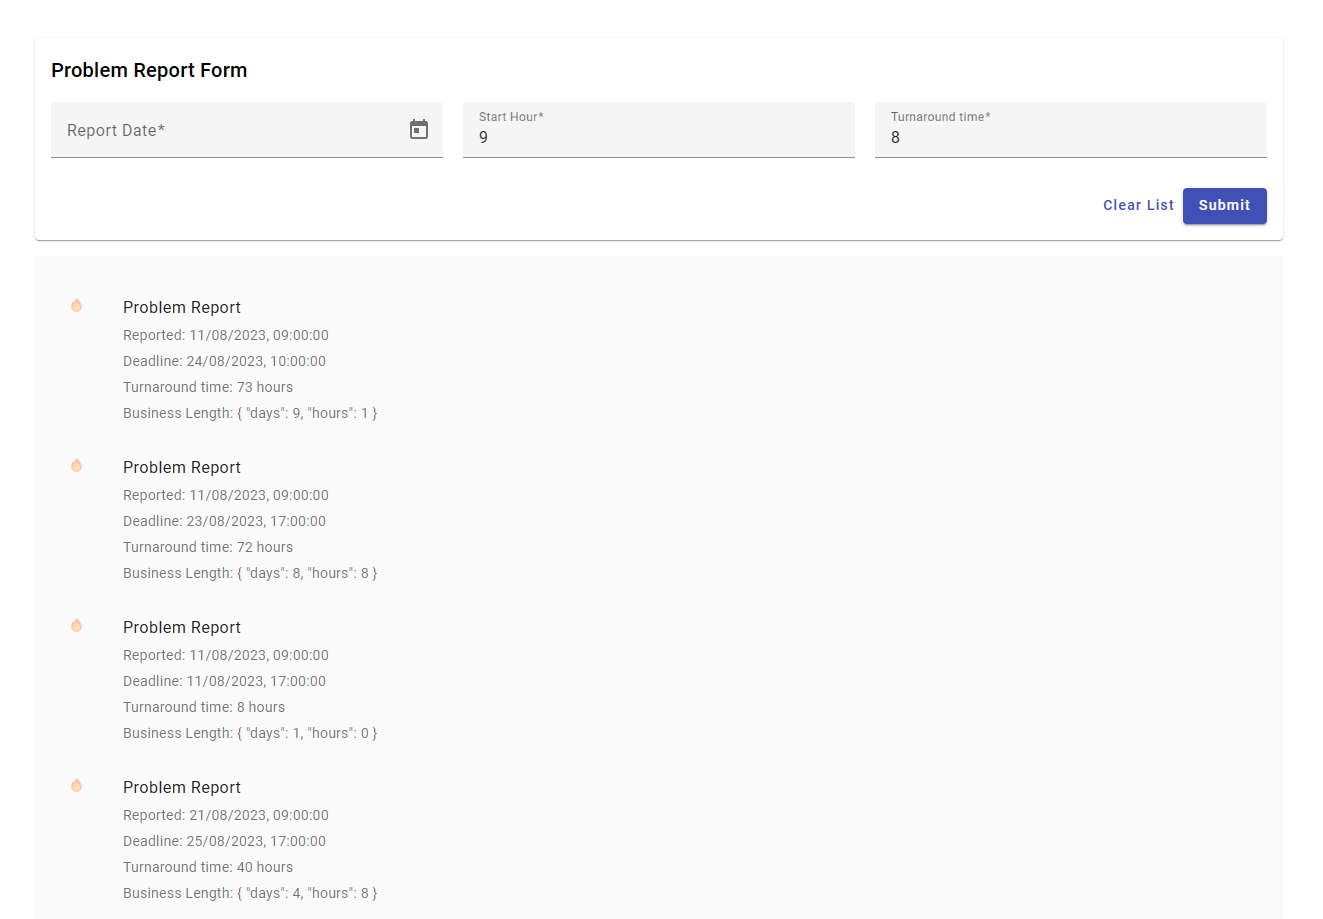 Problem Report Form
Report Date*
Start Hour*
9
Turnaround time*
8
Clear List
Submit
Problem Report
Reported: 11/08/2023, 09:00:00
Deadline: 24/08/2023, 10:00:00
Turnaround time: 73 hours
Business Length: { "days": 9, "hours": 1 }
Problem Report
Reported: 11/08/2023, 09:00:00
Deadline: 23/08/2023, 17:00:00
Turnaround time: 72 hours
Business Length: { "days": 8, "hours": 8 }
Problem Report
Reported: 11/08/2023, 09:00:00
Deadline: 11/08/2023, 17:00:00
Turnaround time: 8 hours
Business Length: { "days": 1, "hours": 0 }
Problem Report
Reported: 21/08/2023, 09:00:00
Deadline: 25/08/2023, 17:00:00
Turnaround time: 40 hours
Business Length: { "days": 4, "hours": 8 }